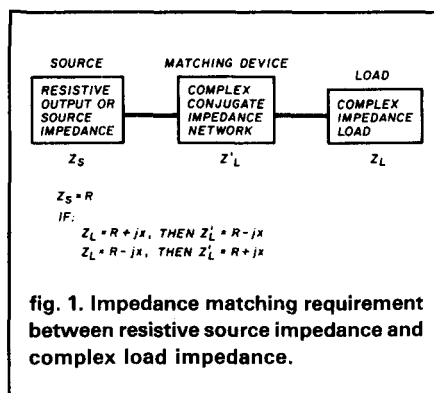 SOURCE
MATCHING DEVICE
LOAD
RESISTIVE
OUTPUT OR
SOURCE
IMPEDANCE
COMPLEX
CONJUGATE
IMPEDANCE
NETWORK
COMPLEX
IMPEDANCE
LOAD
Z_S
Z'_L
Z_L
Z_S = R
IF:
Z_L = R + jx, THEN Z'_L = R - jx
Z_L = R - jx, THEN Z'_L = R + jx
fig. 1. Impedance matching requirement
between resistive source impedance and
complex load impedance.